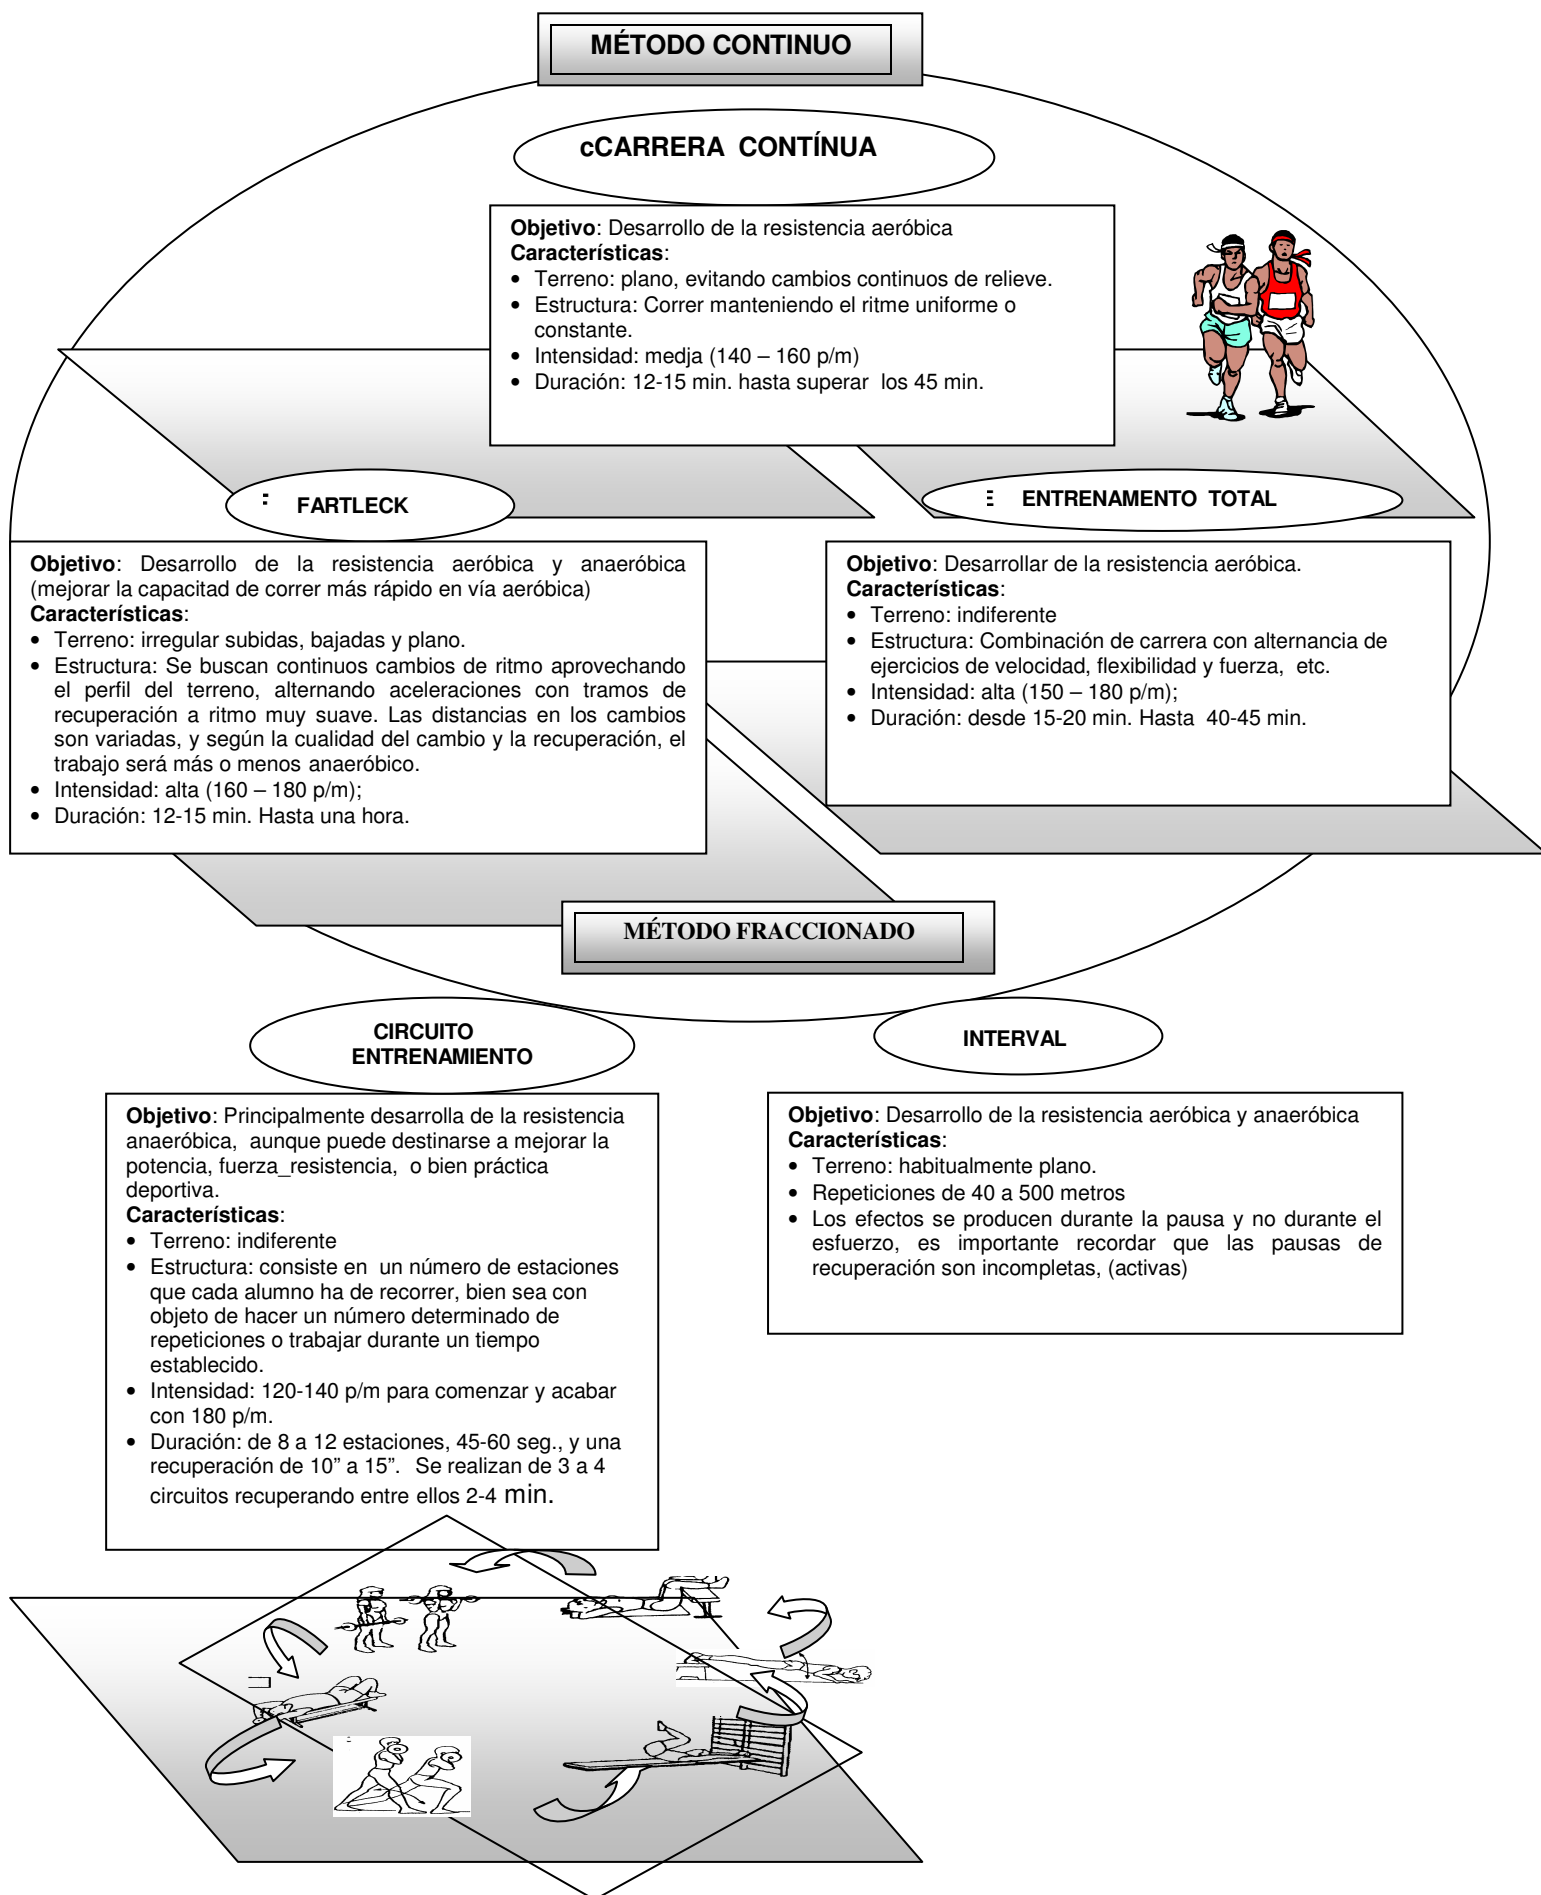 MÉTODO CONTINUO
cCARRERA CONTÍNUA
Objetivo: Desarrollo de la resistencia aeróbica
Características:
• Terreno: plano, evitando cambios continuos de relieve.
• Estructura: Correr manteniendo el ritme uniforme o
constante.
• Intensidad: medja (140 – 160 p/m)
• Duración: 12-15 min. hasta superar los 45 min.
FARTLECK
Objetivo: Desarrollo de la resistencia aeróbica y anaeróbica
(mejorar la capacidad de correr más rápido en vía aeróbica)
Características:
• Terreno: irregular subidas, bajadas y plano.
• Estructura: Se buscan continuos cambios de ritmo aprovechando
el perfil del terreno, alternando aceleraciones con tramos de
recuperación a ritmo muy suave. Las distancias en los cambios
son variadas, y según la cualidad del cambio y la recuperación, el
trabajo será más o menos anaeróbico.
• Intensidad: alta (160 – 180 p/m);
• Duración: 12-15 min. Hasta una hora.
ENTRENAMENTO TOTAL
Objetivo: Desarrollar de la resistencia aeróbica.
Características:
• Terreno: indiferente
• Estructura: Combinación de carrera con alternancia de
ejercicios de velocidad, flexibilidad y fuerza, etc.
• Intensidad: alta (150 – 180 p/m);
• Duración: desde 15-20 min. Hasta 40-45 min.
MÉTODO FRACCIONADO
CIRCUITO
ENTRENAMIENTO
Objetivo: Principalmente desarrolla de la resistencia
anaeróbica, aunque puede destinarse a mejorar la
potencia, fuerza_resistencia, o bien práctica
deportiva.
Características:
• Terreno: indiferente
• Estructura: consiste en un número de estaciones
que cada alumno ha de recorrer, bien sea con
objeto de hacer un número determinado de
repeticiones o trabajar durante un tiempo
establecido.
• Intensidad: 120-140 p/m para comenzar y acabar
con 180 p/m.
• Duración: de 8 a 12 estaciones, 45-60 seg., y una
recuperación de 10” a 15”. Se realizan de 3 a 4
circuitos recuperando entre ellos 2-4 min.
INTERVAL
Objetivo: Desarrollo de la resistencia aeróbica y anaeróbica
Características:
• Terreno: habitualmente plano.
• Repeticiones de 40 a 500 metros
• Los efectos se producen durante la pausa y no durante el
esfuerzo, es importante recordar que las pausas de
recuperación son incompletas, (activas)